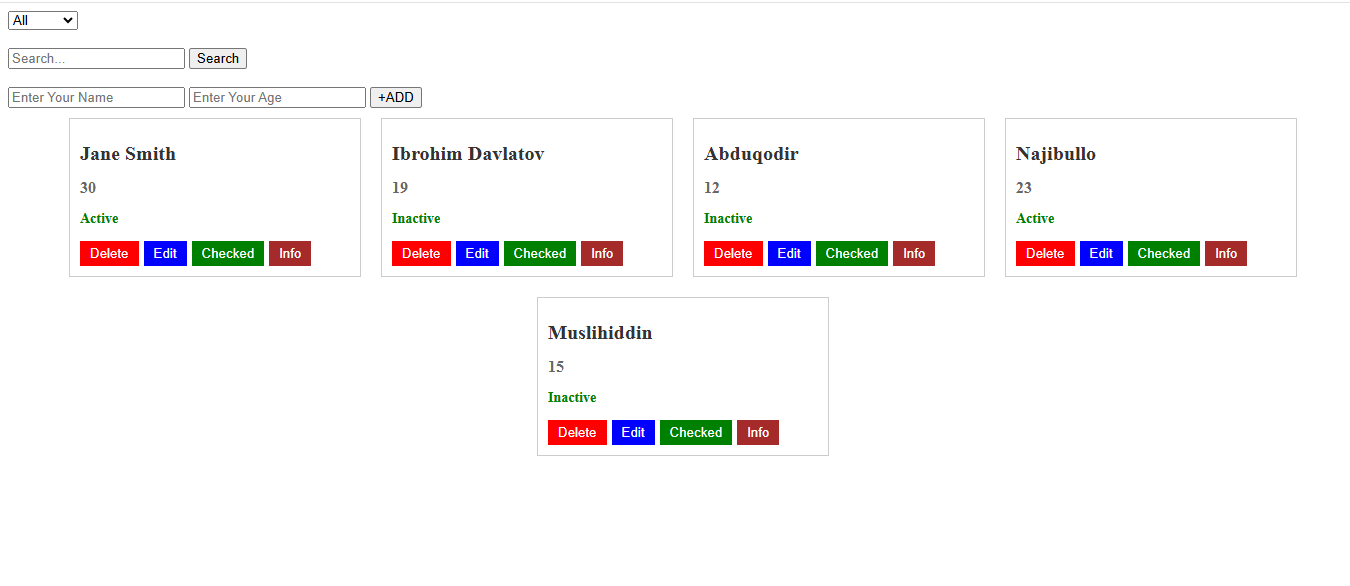 All
Search... Search
Enter Your Name Enter Your Age +ADD
Jane Smith
30
Active
Delete Edit Checked Info
Ibrohim Davlatov
19
Inactive
Delete Edit Checked Info
Abduqodir
12
Inactive
Delete Edit Checked Info
Najibullo
23
Active
Delete Edit Checked Info
Muslihiddin
15
Inactive
Delete Edit Checked Info